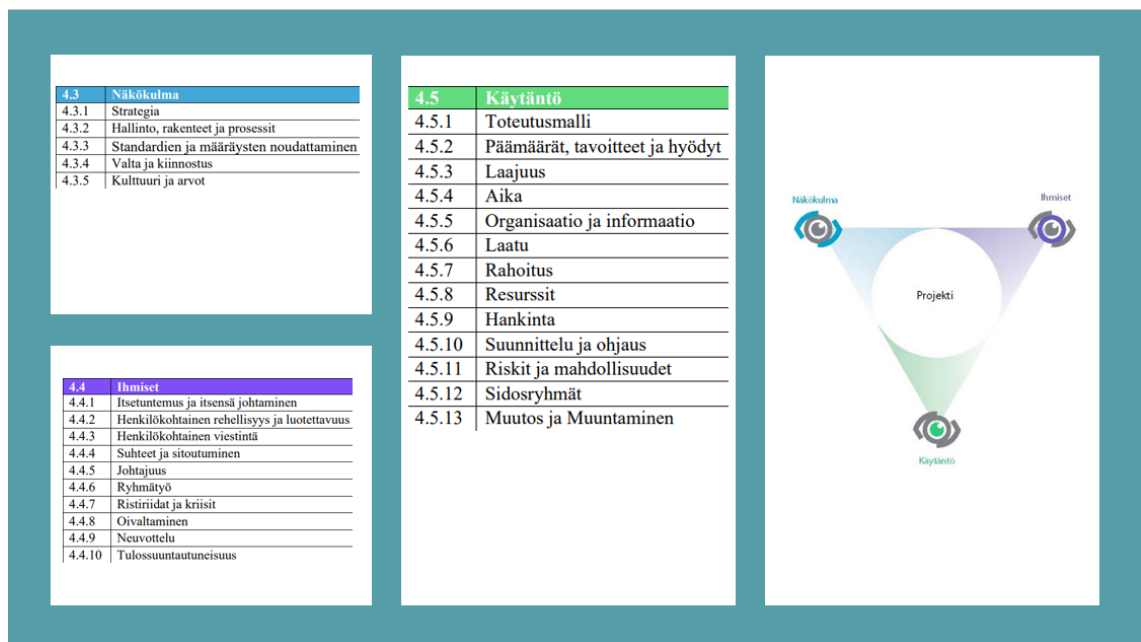 4.3 Näkökulma
4.3.1 Strategia
4.3.2 Hallinto, rakenteet ja prosessit
4.3.3 Standardien ja määräysten noudattaminen
4.3.4 Valta ja kiinnostus
4.3.5 Kulttuuri ja arvot
4.4 Ihmiset
4.4.1 Itsetuntemus ja itsensä johtaminen
4.4.2 Henkilökohtainen rehellisyys ja luotettavuus
4.4.3 Henkilökohtainen viestintä
4.4.4 Suhteet ja sitoutuminen
4.4.5 Johtajuus
4.4.6 Ryhmätyö
4.4.7 Ristiriidat ja kriisit
4.4.8 Oivaltaminen
4.4.9 Neuvottelu
4.4.10 Tulossuuntautuneisuus
4.5 Käytäntö
4.5.1 Toteutusmalli
4.5.2 Päämäärät, tavoitteet ja hyödyt
4.5.3 Laajuus
4.5.4 Aika
4.5.5 Organisaatio ja informaatio
4.5.6 Laatu
4.5.7 Rahoitus
4.5.8 Resurssit
4.5.9 Hankinta
4.5.10 Suunnittelu ja ohjaus
4.5.11 Riskit ja mahdollisuudet
4.5.12 Sidosryhmät
4.5.13 Muutos ja Muuntaminen
Näkökulma
Ihmiset
Projekti
Käytäntö